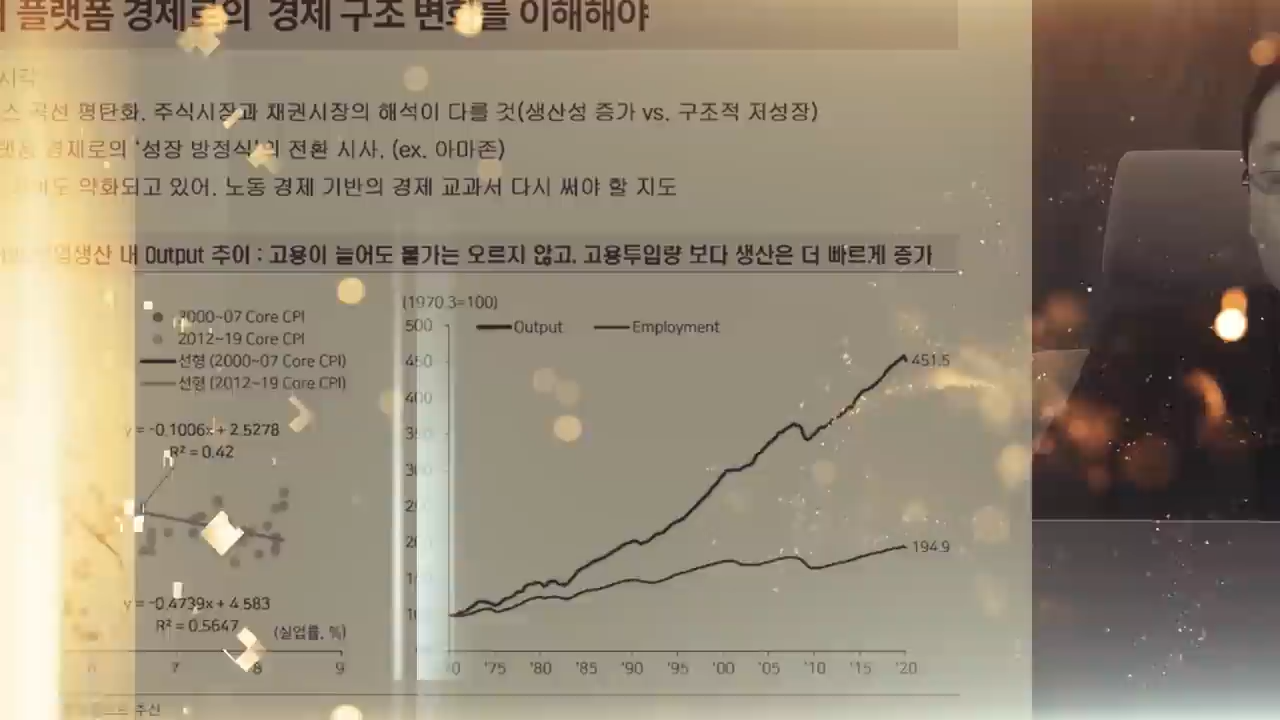 플랫폼 경제로의 경제 구조 변화를 이해해야
시각
곡선 평탄화. 주식시장과 채권시장의 해석이 다를 것(생산성 증가 vs. 구조적 저성장)
경제로의 '성장 방정식'의 전환 시사. (ex. 아마존)
약화되고 있어. 노동 경제 기반의 경제 교과서 다시 써야 할 지도
내 Output 추이 : 고용이 늘어도 물가는 오르지 않고. 고용투입량 보다 생산은 더 빠르게 증가
2000~07 Core CPI
2012~19 Core CPI
선형 (2000~07 Core CPI)
선형 (2012~19 Core CPI)
y = -0.1006x + 2.5278
R² = 0.42
y = -0.4739x + 4.583
R² = 0.5647
(실업률, %)
7 8 9
(1970.3=100)
Output Employment
500
450
400
451.5
194.9
'75 '80 '85 '90 '95 '00 '05 '10 '15 '20
추산